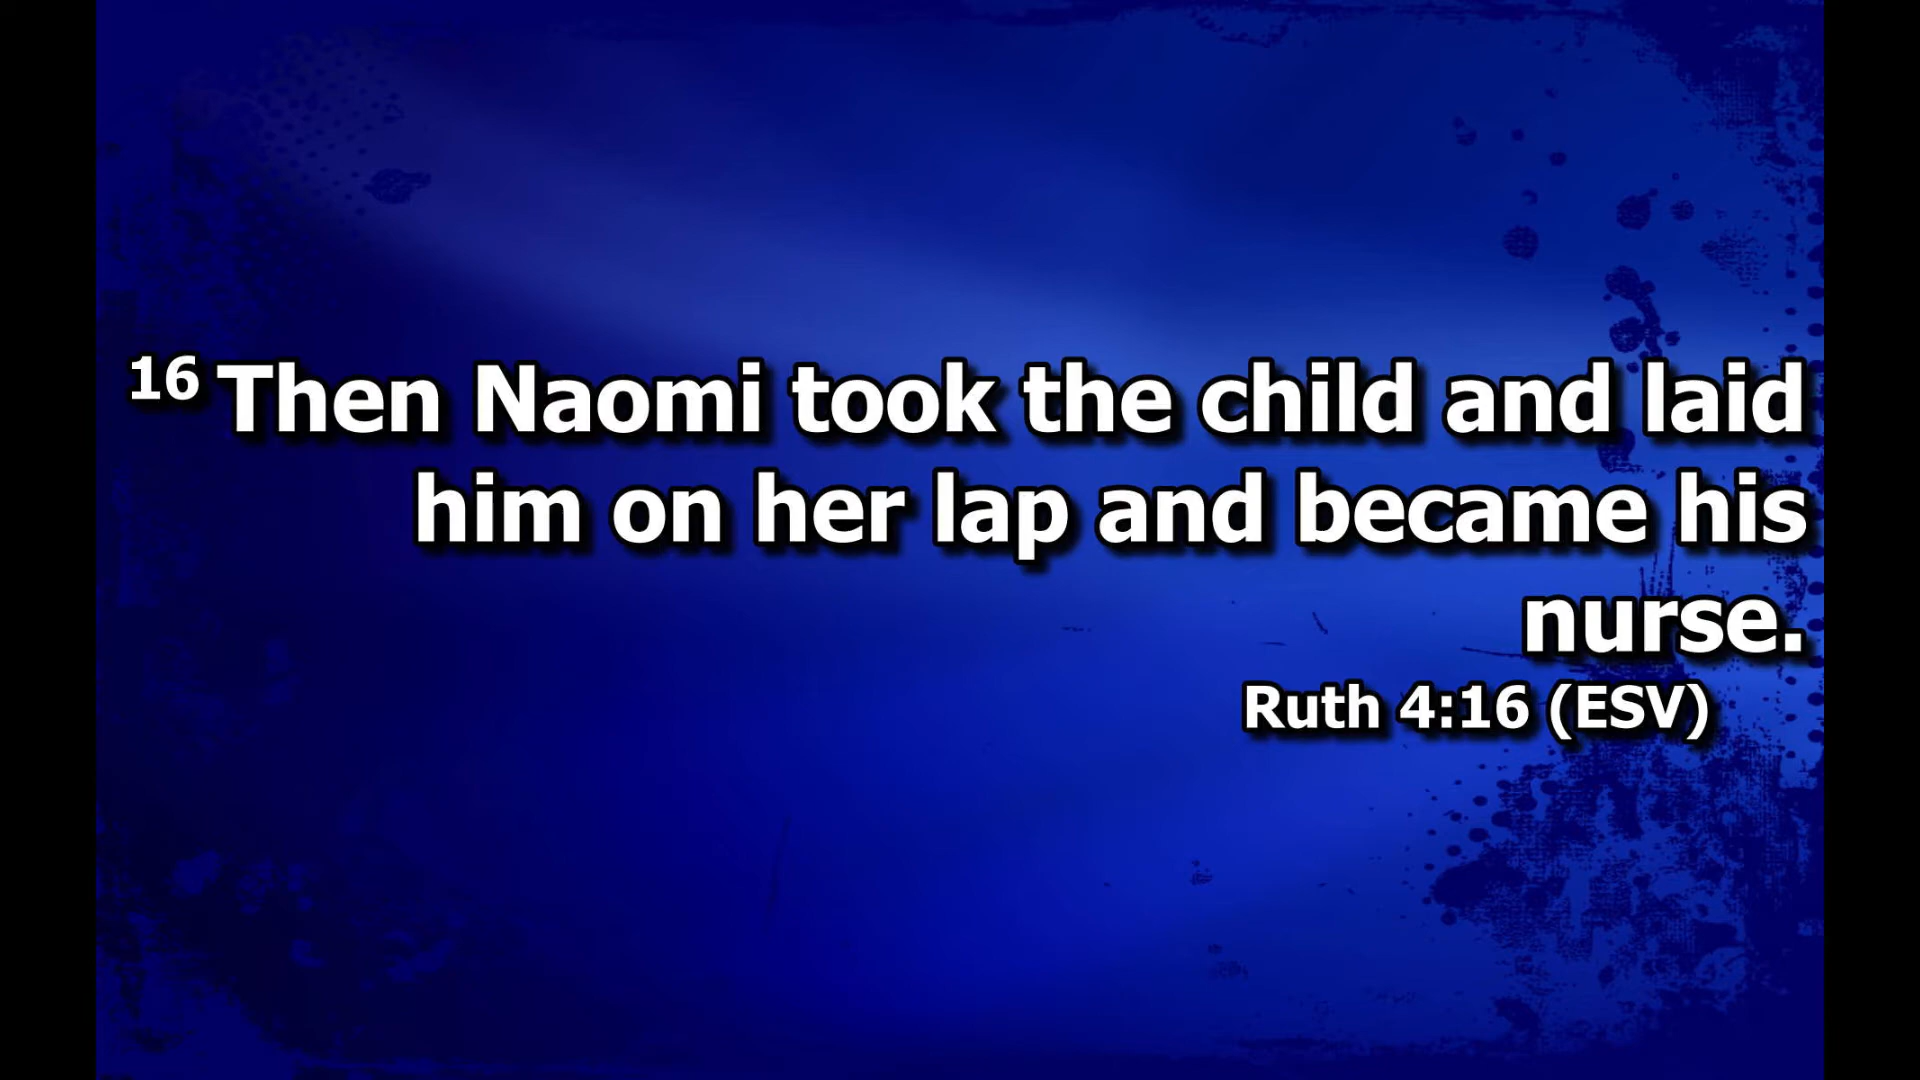 16 Then Naomi took the child and laid
him on her lap and became his
nurse.
Ruth 4:16 (ESV)